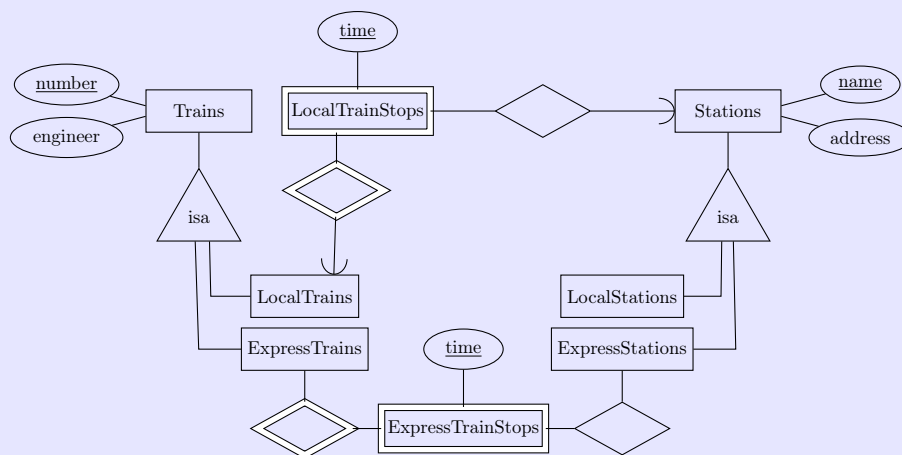 time
number
LocalTrainStops
name
Trains
Stations
engineer
address
isa
isa
LocalTrains
LocalStations
ExpressTrains
time
ExpressStations
ExpressTrainStops